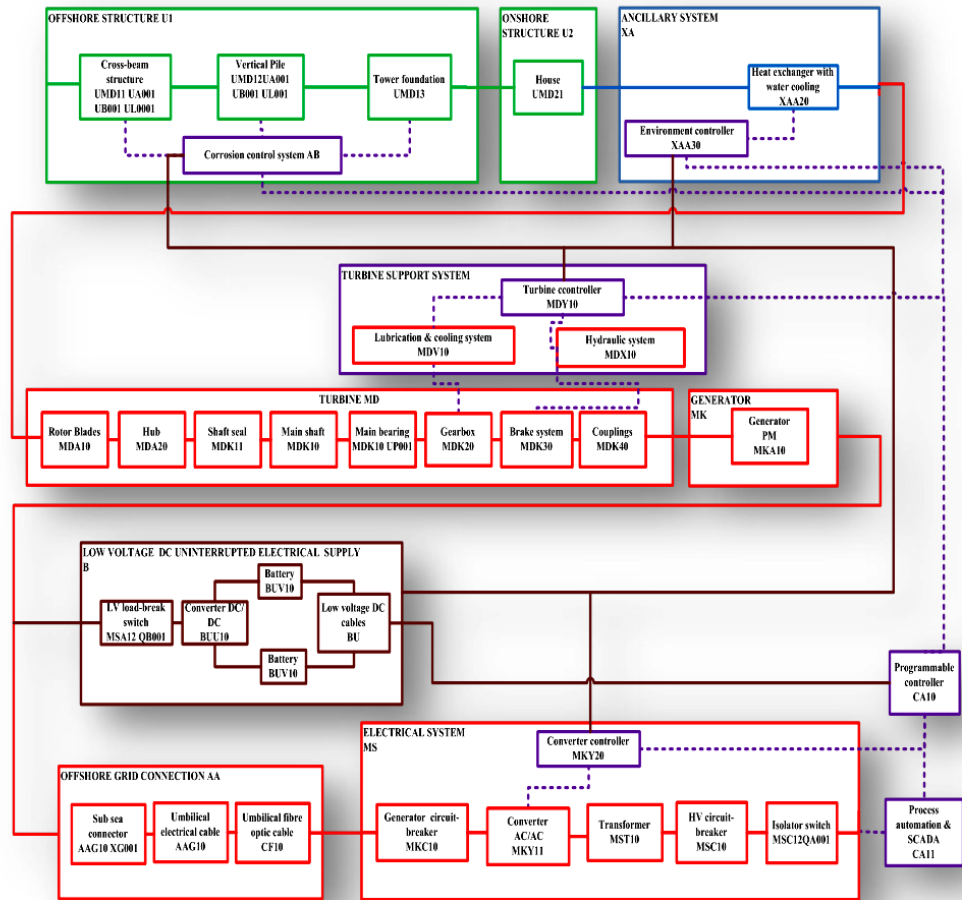 OFFSHORE STRUCTURE U1
Cross-beam
structure
UMD11 UA001
UB001 UL0001
Vertical Pile
UMD12UA001
UB001 UL001
Tower foundation
UMD13
Corrosion control system AB
ONSHORE
STRUCTURE U2
House
UMD21
ANCILLARY SYSTEM
XA
Heat exchanger with
water cooling
XAA20
Environment controller
XAA30
TURBINE SUPPORT SYSTEM
Turbine ccontroller
MDY10
Lubrication & cooling system
MDV10
Hydraulic system
MDX10
TURBINE MD
Rotor Blades
MDA10
Hub
MDA20
Shaft seal
MDK11
Main shaft
MDK10
Main bearing
MDK10 UP001
Gearbox
MDK20
Brake system
MDK30
Couplings
MDK40
GENERATOR
MK
Generator
PM
MKA10
LOW VOLTAGE DC UNINTERRUPTED ELECTRICAL SUPPLY
B
LV load-break
switch
MSA12 QB001
Converter DC/
DC
BUU10
Battery
BUV10
Battery
BUV10
Low voltage DC
cables
BU
Programmable
controller
CA10
ELECTRICAL SYSTEM
MS
Converter controller
MKY20
Generator circuit-
breaker
MKC10
Converter
AC/AC
MKY11
Transformer
MST10
HV circuit-
breaker
MSC10
Isolator switch
MSC12QA001
Process
automation &
SCADA
CA11
OFFSHORE GRID CONNECTION AA
Sub sea
connector
AAG10 XG001
Umbilical
electrical cable
AAG10
Umbilical fibre
optic cable
CF10